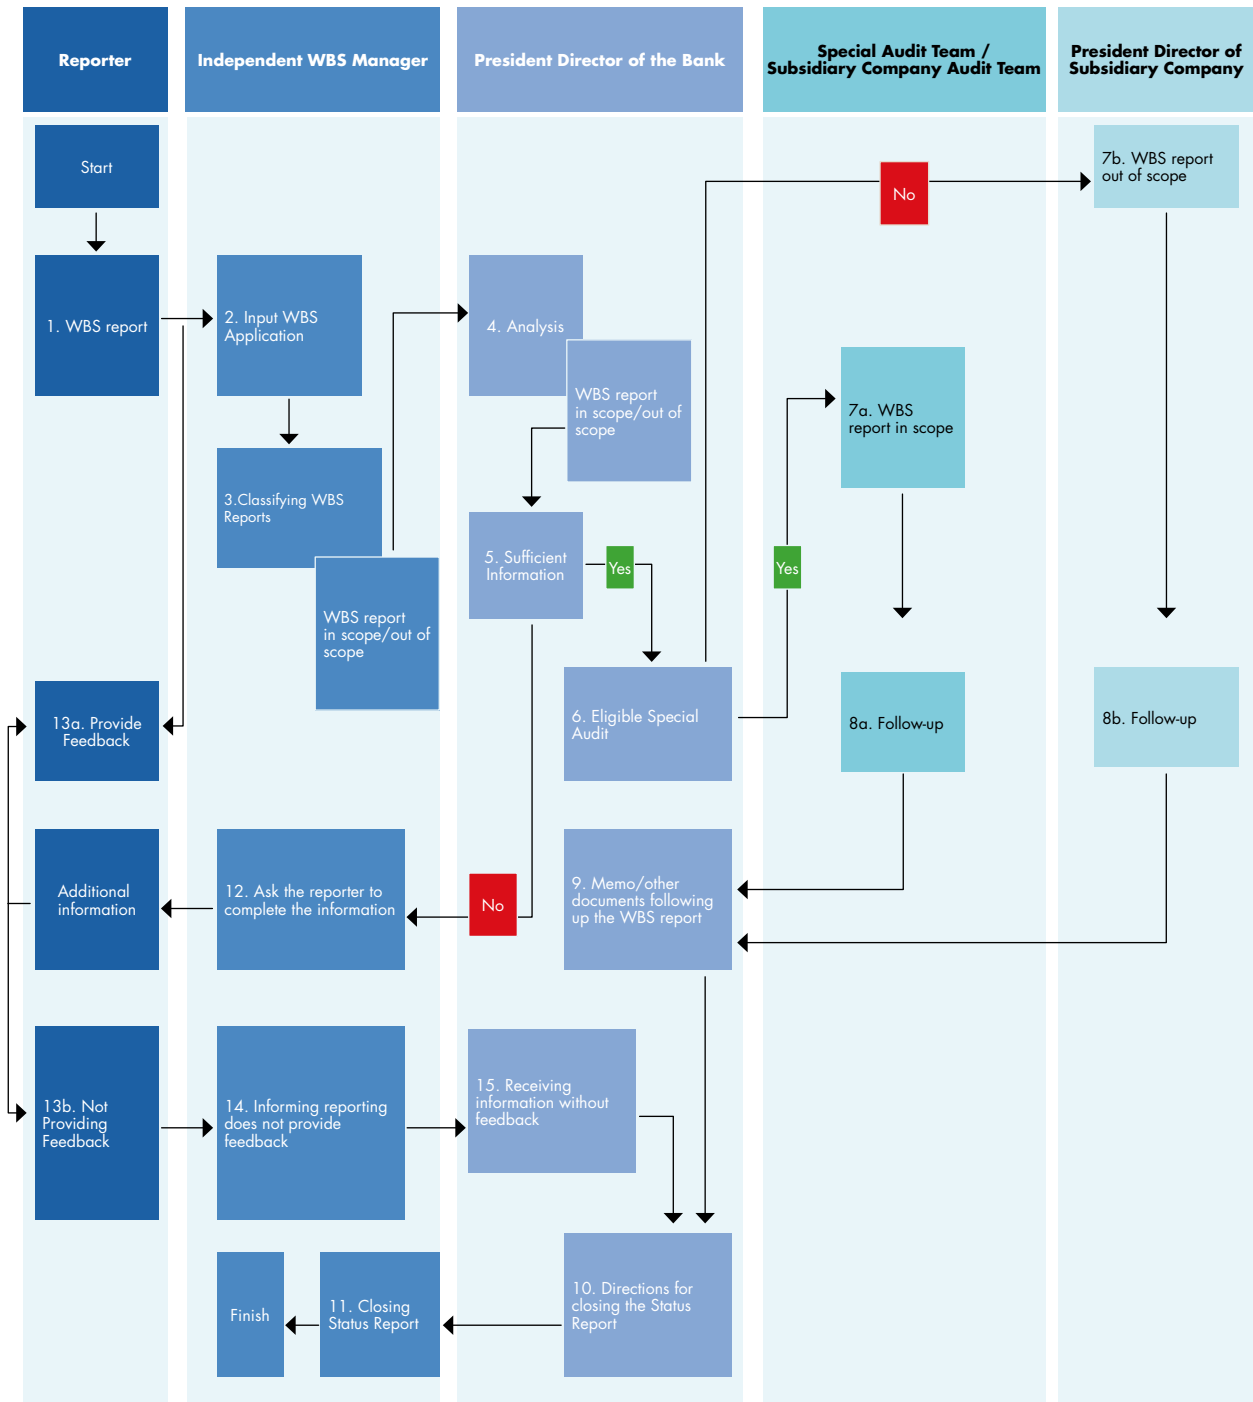 Reporter
Independent WBS Manager
President Director of the Bank
Special Audit Team /
Subsidiary Company Audit Team
President Director of
Subsidiary Company
Start
7b. WBS report
out of scope
No
1. WBS report
2. Input WBS
Application
4. Analysis
WBS report
in scope/out of
scope
7a. WBS
report in scope
3.Classifying WBS
Reports
WBS report
in scope/out of
scope
5. Sufficient
Information
Yes
Yes
13a. Provide
Feedback
6. Eligible Special
Audit
8a. Follow-up
8b. Follow-up
Additional
information
12. Ask the reporter to
complete the information
No
9. Memo/other
documents following
up the WBS report
13b. Not
Providing
Feedback
14. Informing reporting
does not provide
feedback
15. Receiving
information without
feedback
Finish
11. Closing
Status Report
10. Directions for
closing the Status
Report